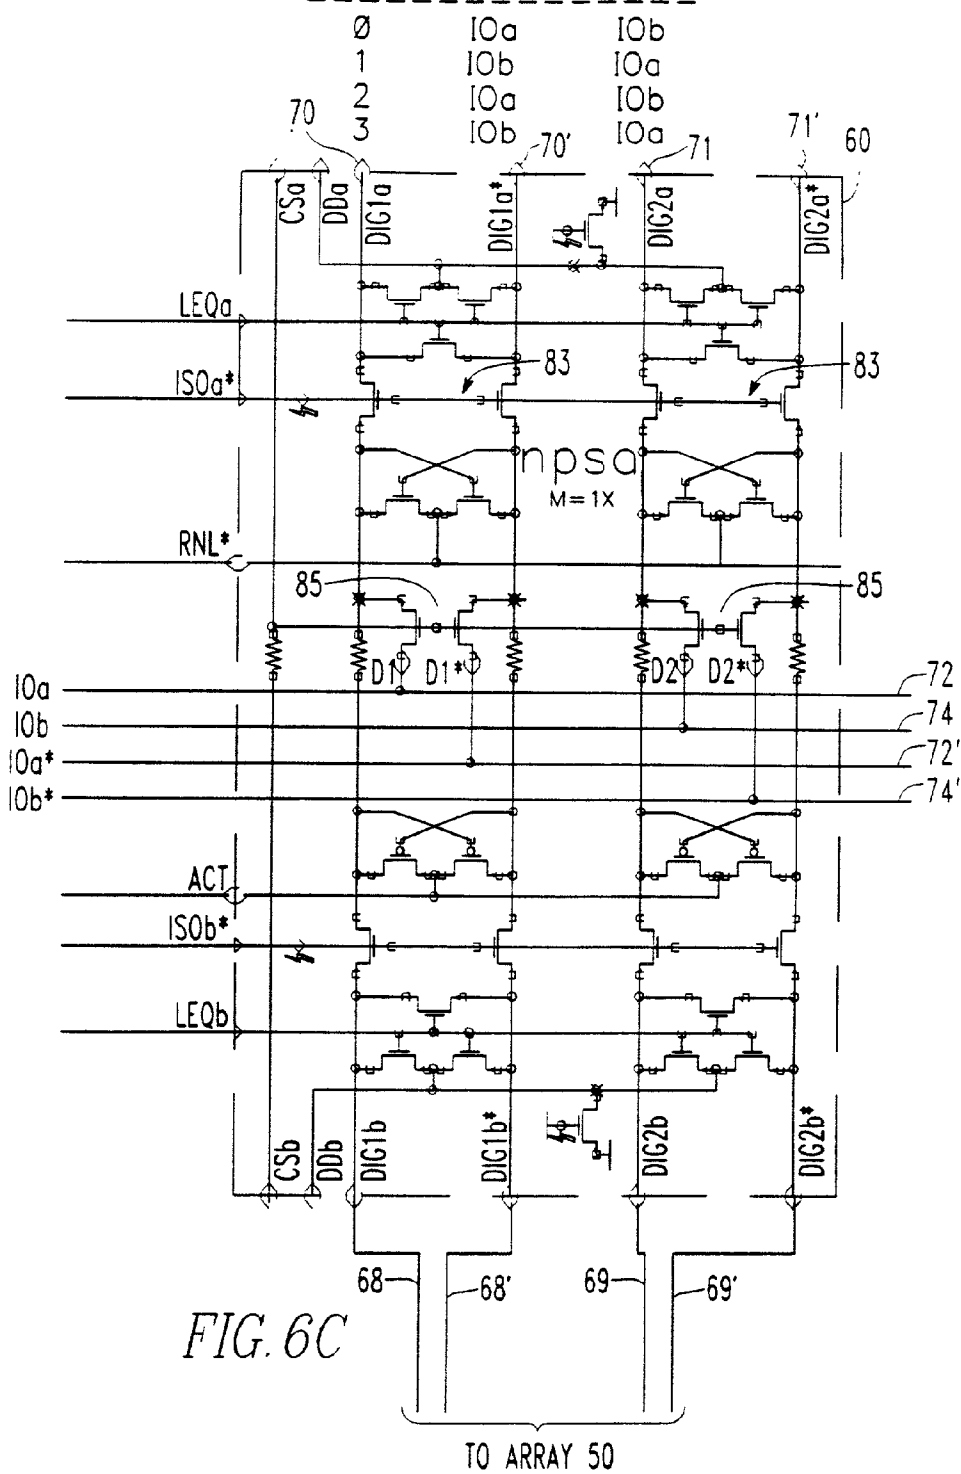 Ø IOa IOb
1 IOb IOa
2 IOa IOb
3 IOb IOa
70 70' 71 71' 60
CSa DDa DIG1a DIG1a* DIG2a DIG2a*
LEQa
ISOa* 83 83
npsa
M=1X
RNL*
85 85
D1 D1* D2 D2*
IOa 72
IOb 74
IOa* 72'
IOb* 74'
ACT
ISOb*
LEQb
CSb DDb DIG1b DIG1b* DIG2b DIG2b*
68 68' 69 69'
FIG. 6C
TO ARRAY 50